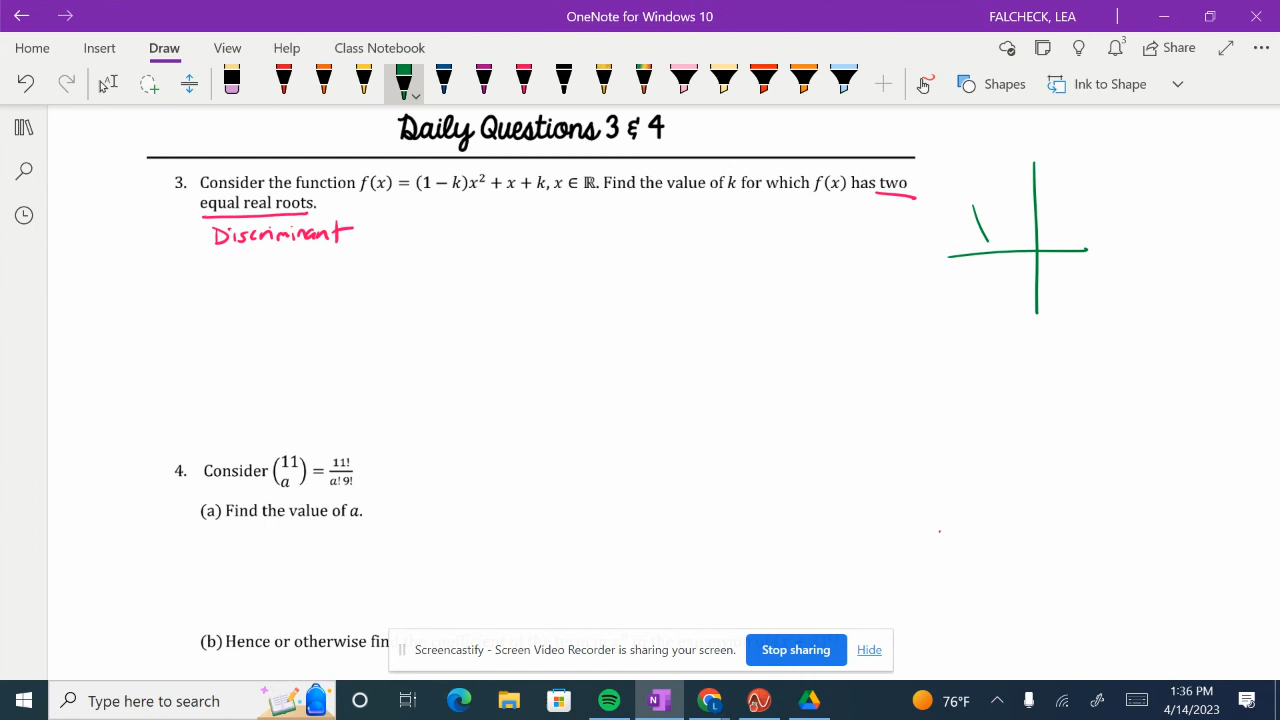 OneNote for Windows 10
FALCHECK, LEA
Home Insert Draw View Help Class Notebook
3
Share
Shapes
Ink to Shape
Daily Questions 3 & 4
3. Consider the function f(x) = (1 − k)x² + x + k, x ∈ ℝ. Find the value of k for which f(x) has two
equal real roots.
Discriminant
4. Consider (11 a) = 11!/a! 9!
(a) Find the value of a.
(b) Hence or otherwise find
Screencastify - Screen Video Recorder is sharing your screen. Stop sharing Hide
Type here to search
76°F
1:36 PM
4/14/2023